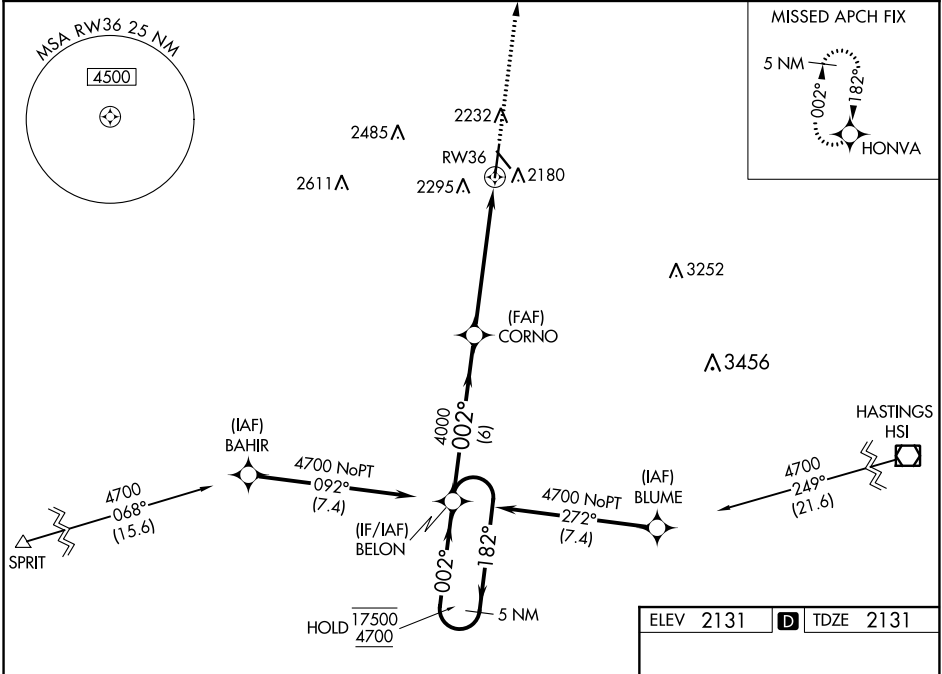 MSA RW36 25 NM
4500
MISSED APCH FIX
5 NM
002°
182°
HONVA
2485
2232
RW36
2611
2295
2180
3252
(FAF)
CORNO
3456
4000
002°
(6)
HASTINGS
HSI
(IAF)
BAHIR
4700 NoPT
092°
(7.4)
4700
068°
(15.6)
SPRIT
(IF/IAF)
BELON
4700 NoPT
272°
(7.4)
(IAF)
BLUME
4700
249°
(21.6)
002°
182°
HOLD 17500
4700
5 NM
ELEV 2131 D TDZE 2131